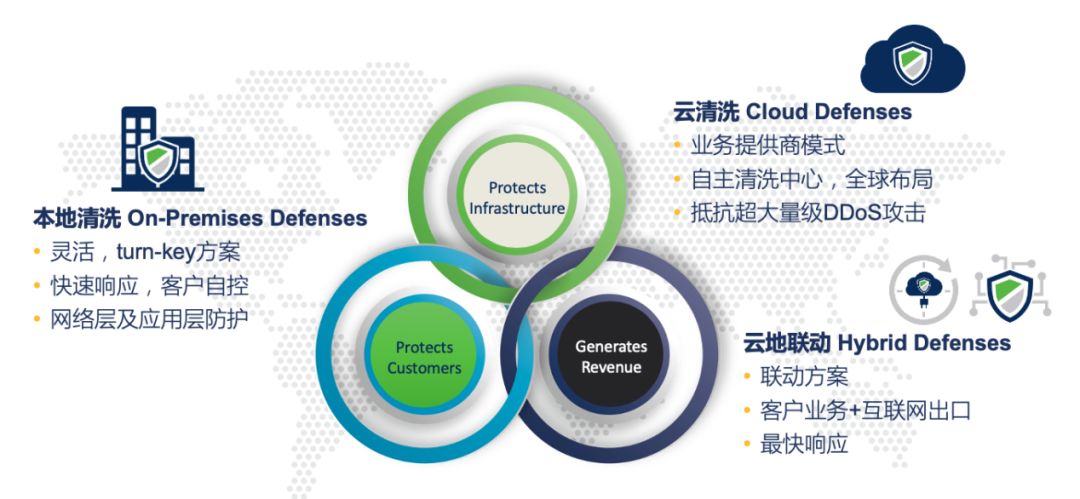 本地清洗 On-Premises Defenses
• 灵活，turn-key方案
• 快速响应，客户自控
• 网络层及应用层防护
Protects
Infrastructure
Protects
Customers
Generates
Revenue
云清洗 Cloud Defenses
• 业务提供商模式
• 自主清洗中心，全球布局
• 抵抗超大量级DDoS攻击
云地联动 Hybrid Defenses
• 联动方案
• 客户业务+互联网出口
• 最快响应